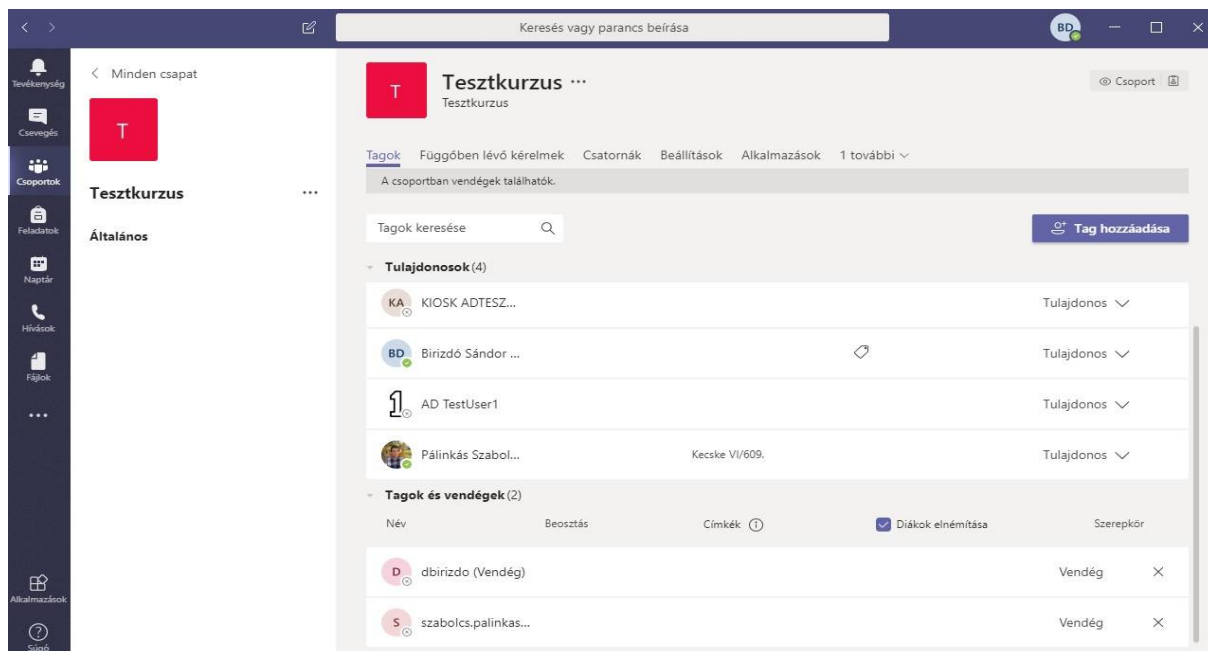 Keresés vagy parancs beírása
BD
Tevékenység
Csevegés
Csoportok
Feladatok
Naptár
Hívások
Fájlok
Alkalmazások
Súgó
Minden csapat
T
Tesztkurzus
Általános
T
Tesztkurzus
Tesztkurzus
Csoport
Tagok Függőben lévő kérelmek Csatornák Beállítások Alkalmazások 1 további
A csoportban vendégek találhatók.
Tagok keresése
Tag hozzáadása
Tulajdonosok (4)
KA KIOSK ADTESZ... Tulajdonos
BD Birizdó Sándor ... Tulajdonos
1 AD TestUser1 Tulajdonos
Pálinkás Szabol... Kecske VI/609. Tulajdonos
Tagok és vendégek (2)
Név Beosztás Címkék Diákok elnémítása Szerepkör
D dbirizdo (Vendég) Vendég
S szabolcs.palinkas... Vendég